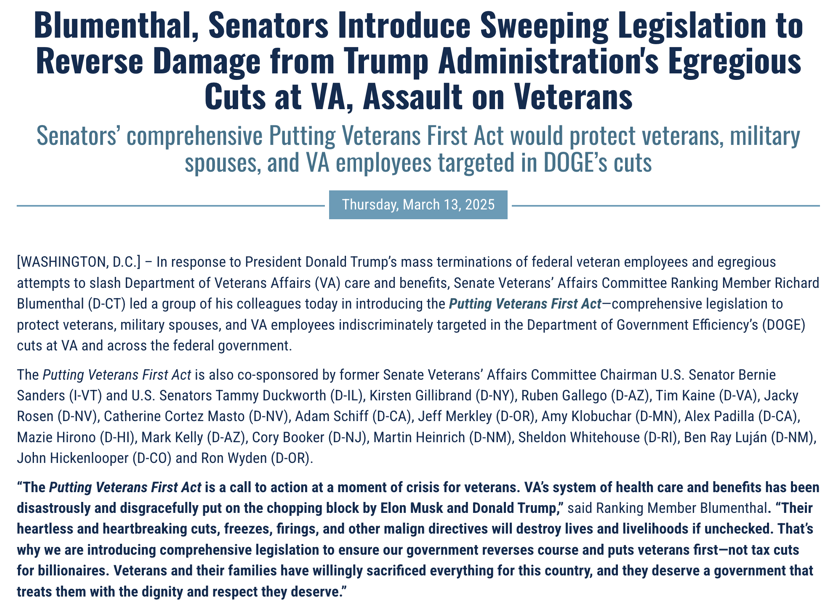 Blumenthal, Senators Introduce Sweeping Legislation to
Reverse Damage from Trump Administration's Egregious
Cuts at VA, Assault on Veterans
Senators’ comprehensive Putting Veterans First Act would protect veterans, military
spouses, and VA employees targeted in DOGE’s cuts
Thursday, March 13, 2025
[WASHINGTON, D.C.] – In response to President Donald Trump’s mass terminations of federal veteran employees and egregious
attempts to slash Department of Veterans Affairs (VA) care and benefits, Senate Veterans’ Affairs Committee Ranking Member Richard
Blumenthal (D-CT) led a group of his colleagues today in introducing the Putting Veterans First Act—comprehensive legislation to
protect veterans, military spouses, and VA employees indiscriminately targeted in the Department of Government Efficiency’s (DOGE)
cuts at VA and across the federal government.
The Putting Veterans First Act is also co-sponsored by former Senate Veterans’ Affairs Committee Chairman U.S. Senator Bernie
Sanders (I-VT) and U.S. Senators Tammy Duckworth (D-IL), Kirsten Gillibrand (D-NY), Ruben Gallego (D-AZ), Tim Kaine (D-VA), Jacky
Rosen (D-NV), Catherine Cortez Masto (D-NV), Adam Schiff (D-CA), Jeff Merkley (D-OR), Amy Klobuchar (D-MN), Alex Padilla (D-CA),
Mazie Hirono (D-HI), Mark Kelly (D-AZ), Cory Booker (D-NJ), Martin Heinrich (D-NM), Sheldon Whitehouse (D-RI), Ben Ray Luján (D-NM),
John Hickenlooper (D-CO) and Ron Wyden (D-OR).
“The Putting Veterans First Act is a call to action at a moment of crisis for veterans. VA’s system of health care and benefits has been
disastrously and disgracefully put on the chopping block by Elon Musk and Donald Trump,” said Ranking Member Blumenthal. “Their
heartless and heartbreaking cuts, freezes, firings, and other malign directives will destroy lives and livelihoods if unchecked. That’s
why we are introducing comprehensive legislation to ensure our government reverses course and puts veterans first—not tax cuts
for billionaires. Veterans and their families have willingly sacrificed everything for this country, and they deserve a government that
treats them with the dignity and respect they deserve.”